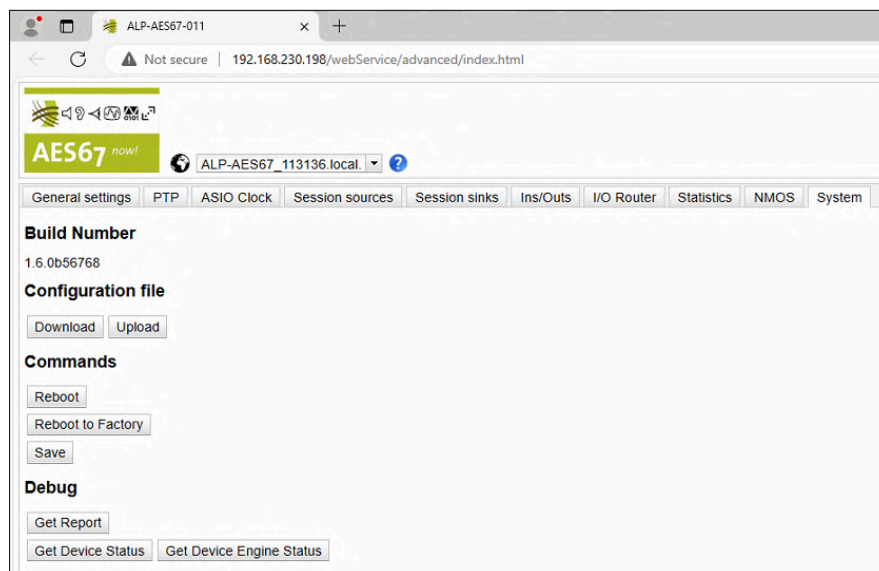 ALP-AES67-011
Not secure | 192.168.230.198/webService/advanced/index.html
AES67 now!
ALP-AES67_113136.local.
General settings PTP ASIO Clock Session sources Session sinks Ins/Outs I/O Router Statistics NMOS System
Build Number
1.6.0b56768
Configuration file
Download Upload
Commands
Reboot
Reboot to Factory
Save
Debug
Get Report
Get Device Status Get Device Engine Status